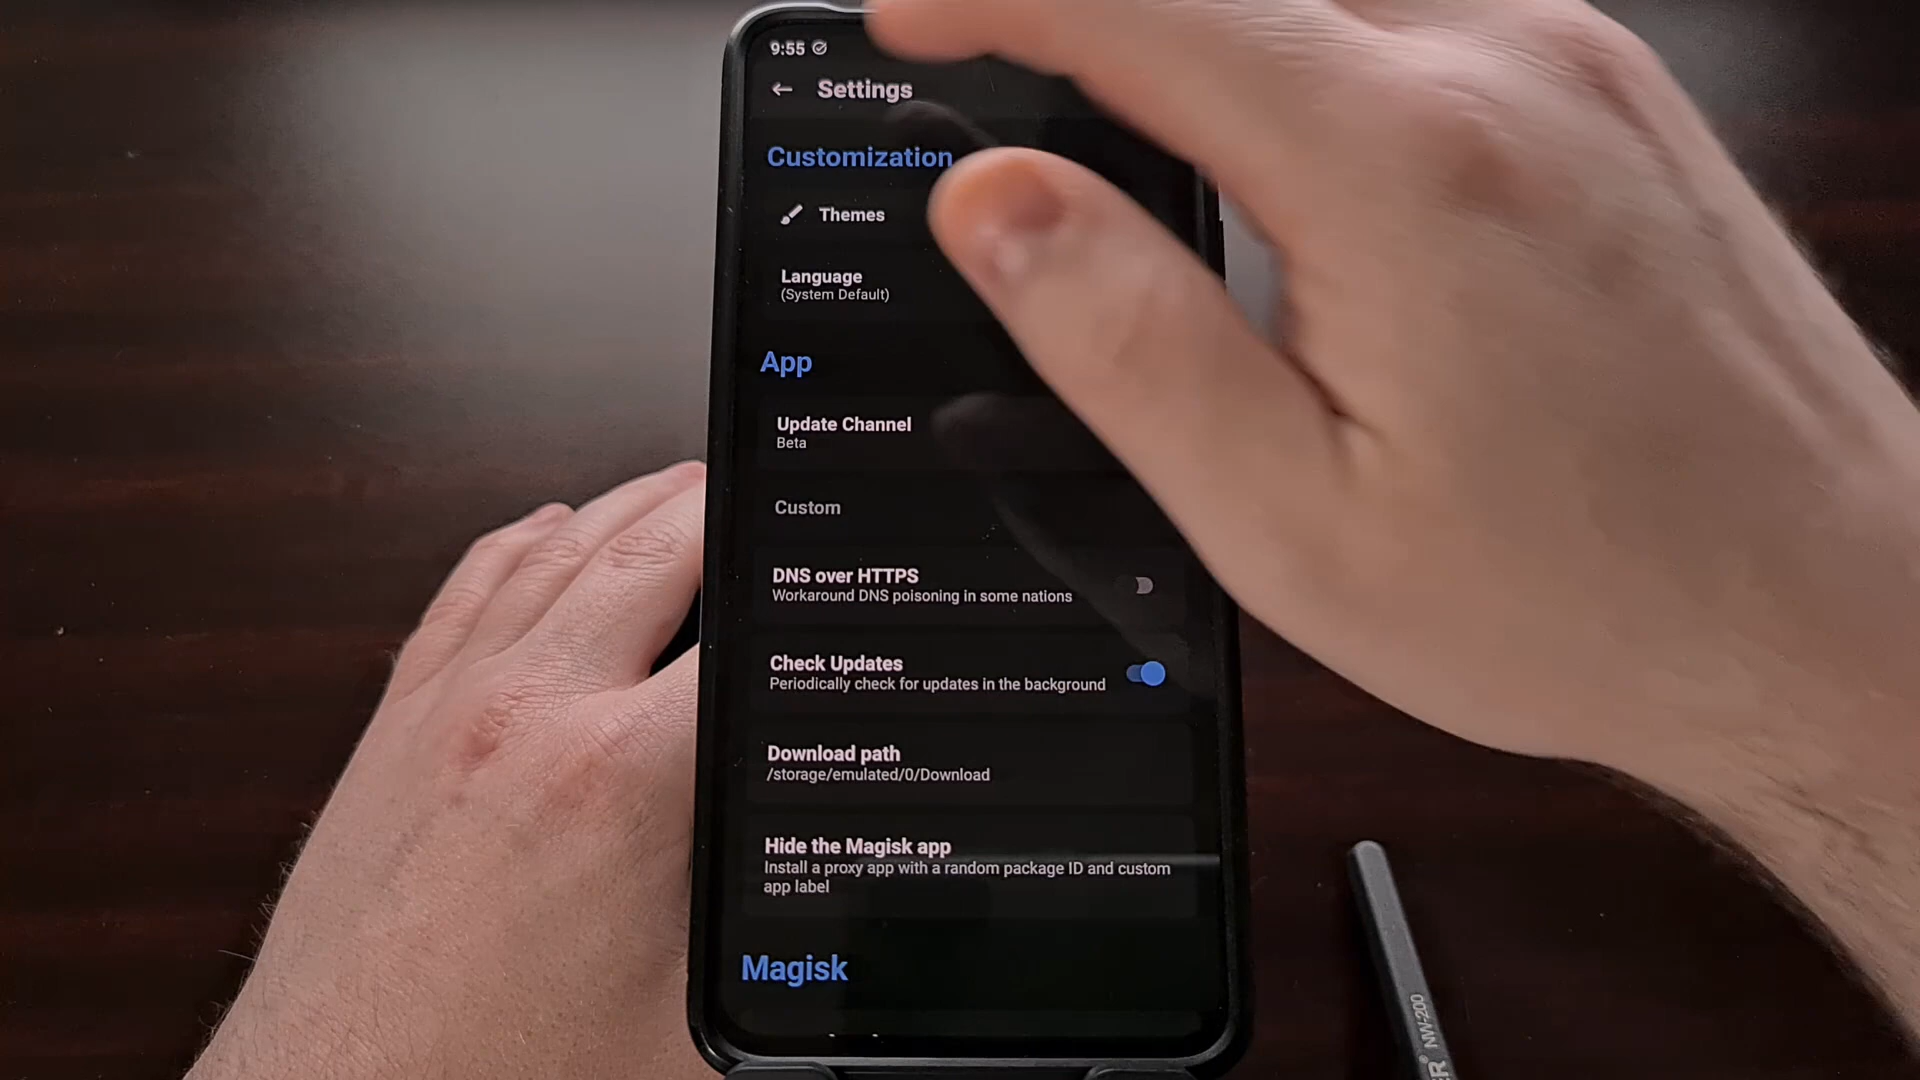 9:55
Settings
Customization
Themes
Language
(System Default)
App
Update Channel
Beta
Custom
DNS over HTTPS
Workaround DNS poisoning in some nations
Check Updates
Periodically check for updates in the background
Download path
/storage/emulated/0/Download
Hide the Magisk app
Install a proxy app with a random package ID and custom
app label
Magisk
NW-200